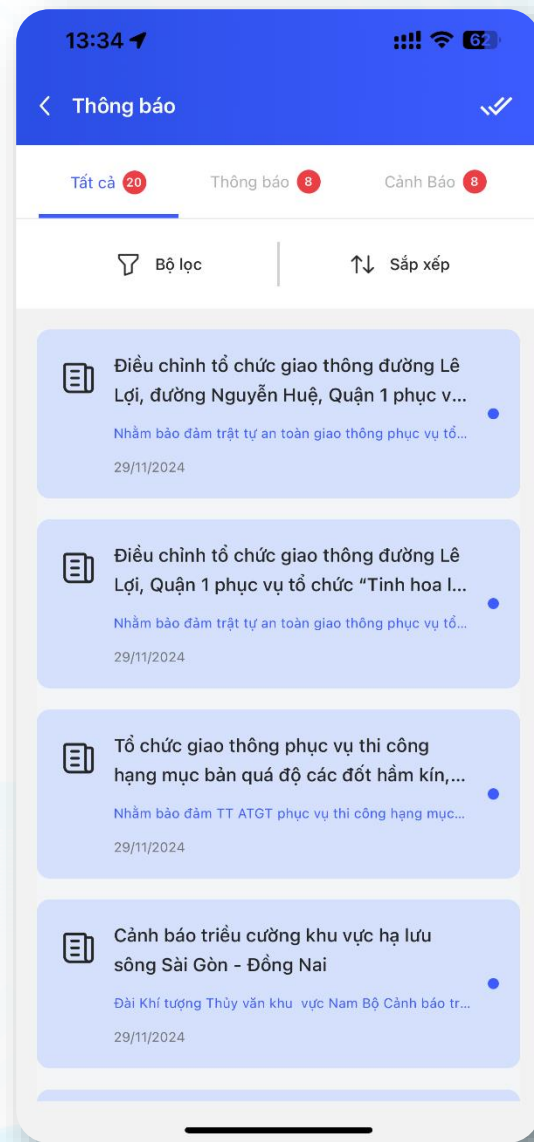 13:34
62
Thông báo
Tất cả 20
Thông báo 8
Cảnh Báo 8
Bộ lọc
Sắp xếp
Điều chỉnh tổ chức giao thông đường Lê
Lợi, đường Nguyễn Huệ, Quận 1 phục v...
Nhằm bảo đảm trật tự an toàn giao thông phục vụ tổ...
29/11/2024
Điều chỉnh tổ chức giao thông đường Lê
Lợi, Quận 1 phục vụ tổ chức “Tinh hoa l...
Nhằm bảo đảm trật tự an toàn giao thông phục vụ tổ...
29/11/2024
Tổ chức giao thông phục vụ thi công
hạng mục bản quá độ các đốt hầm kín,...
Nhằm bảo đảm TT ATGT phục vụ thi công hạng mục...
29/11/2024
Cảnh báo triều cường khu vực hạ lưu
sông Sài Gòn - Đồng Nai
Đài Khí tượng Thủy văn khu vực Nam Bộ Cảnh báo tr...
29/11/2024